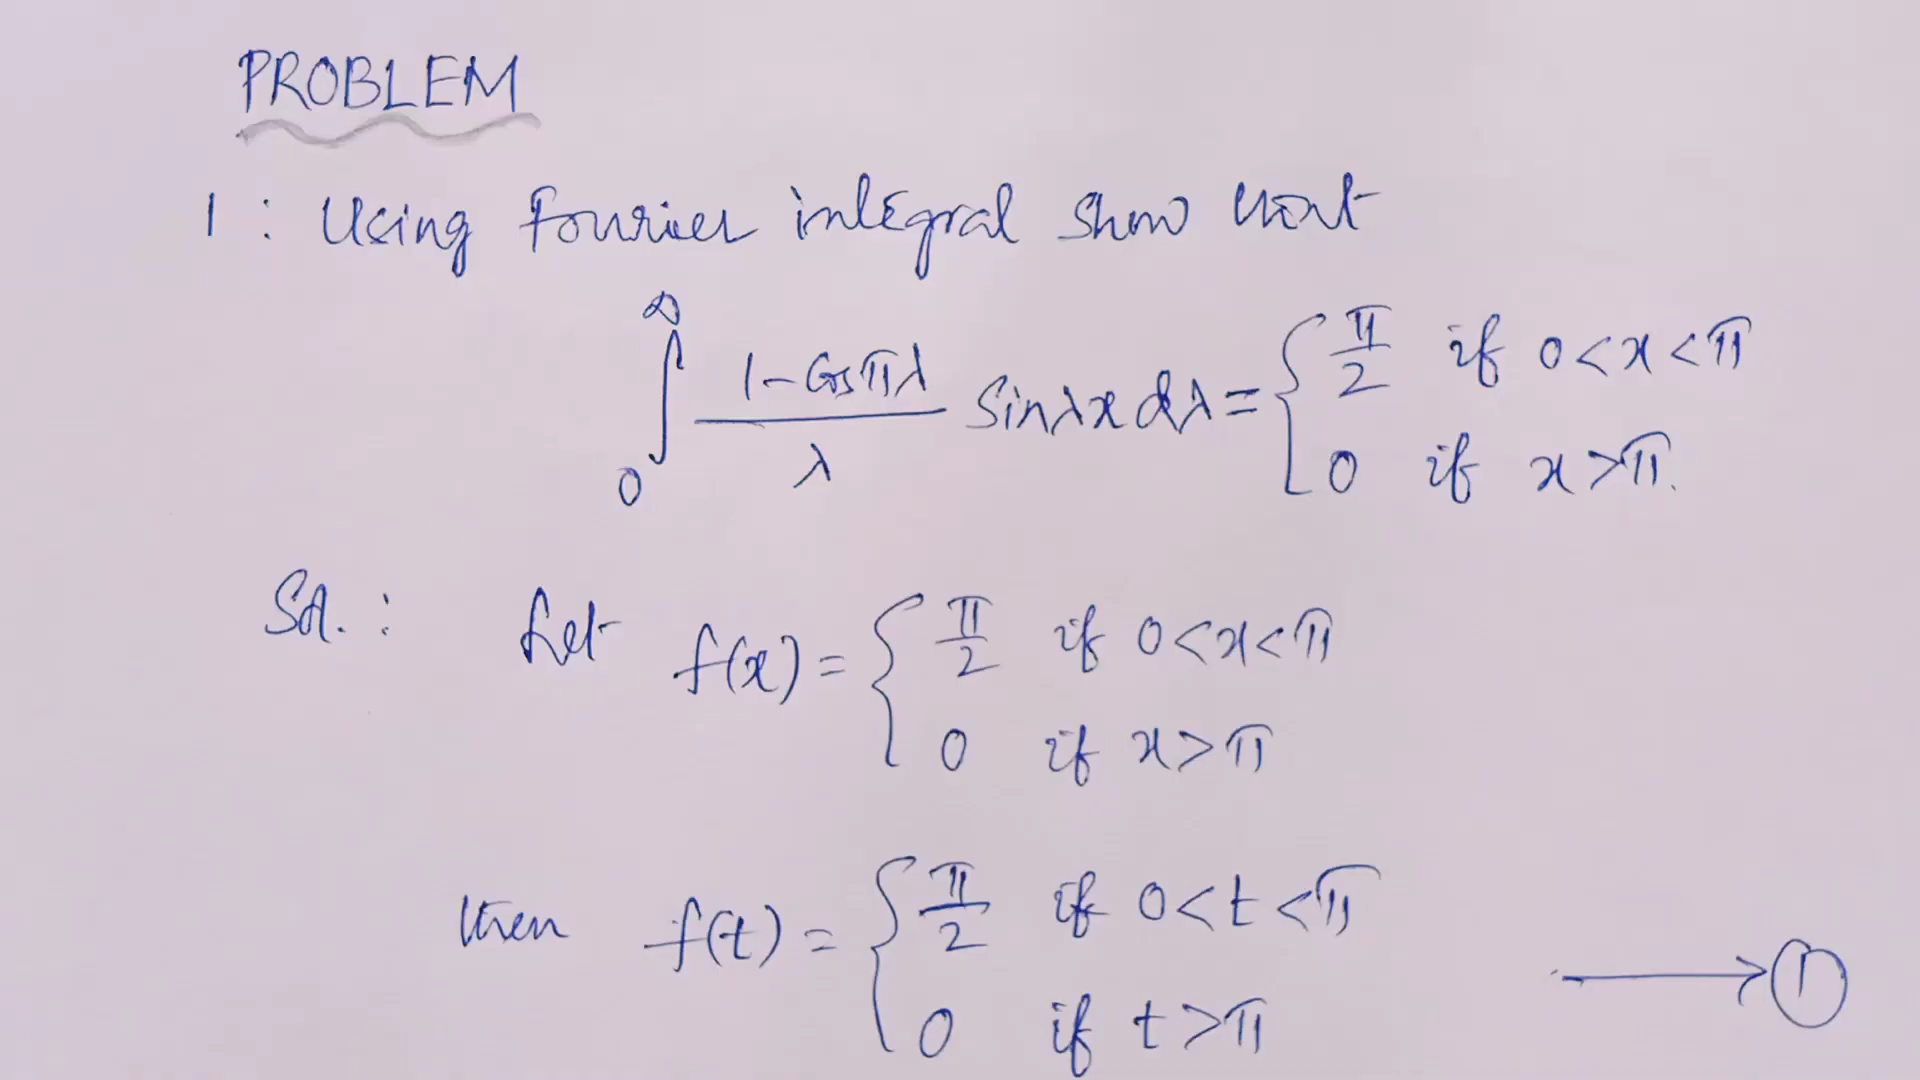 PROBLEM
1 : Using Fourier integral show that
∫₀^∞ (1 - Cos πλ)/λ Sin λx dλ = { π/2 if 0 < x < π
0 if x > π.
Sol. : Let f(x) = { π/2 if 0 < x < π
0 if x > π
then f(t) = { π/2 if 0 < t < π
0 if t > π → ①